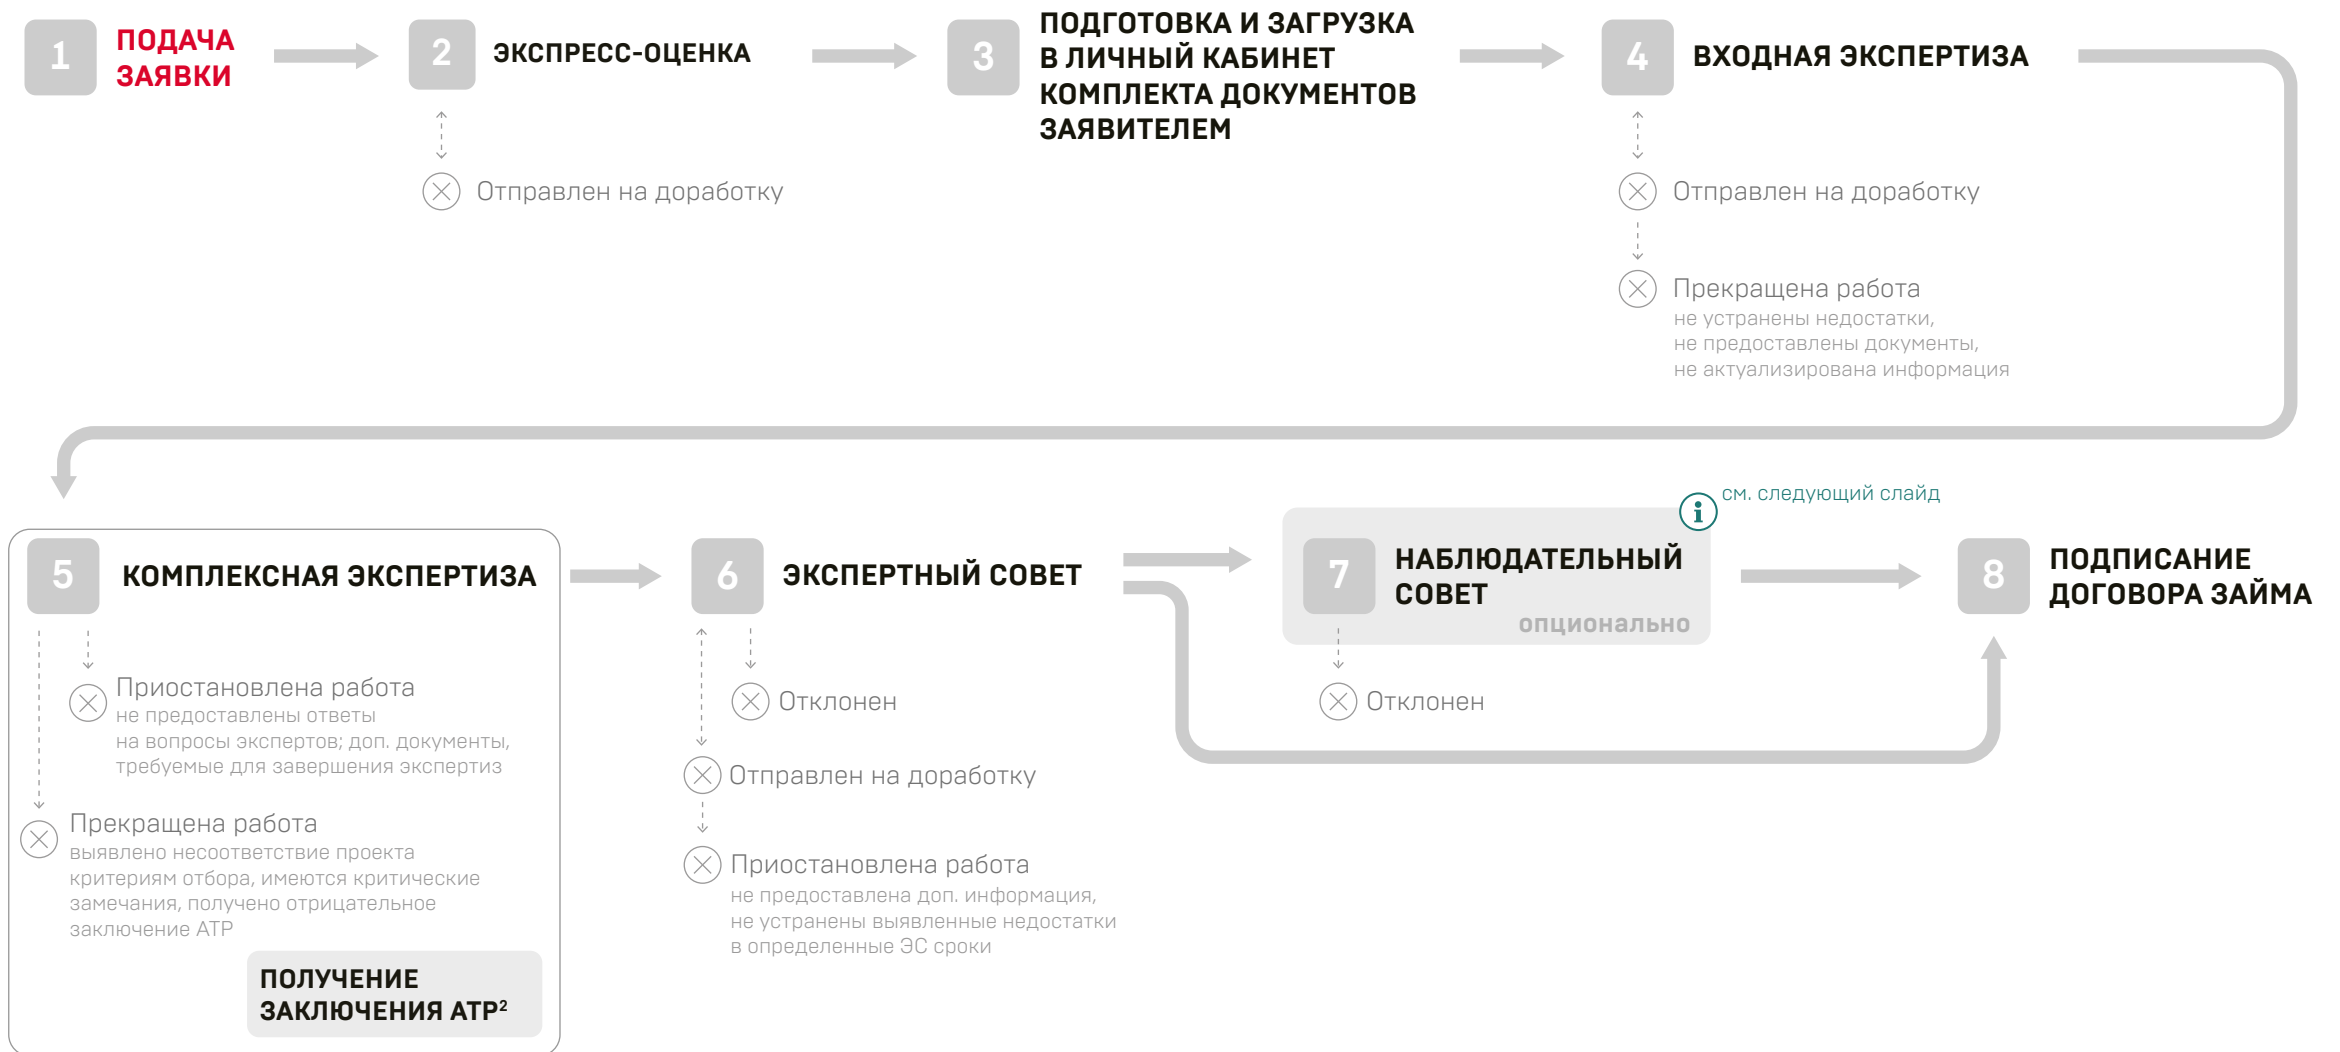 1
ПОДАЧА
ЗАЯВКИ
2
ЭКСПРЕСС-ОЦЕНКА
Отправлен на доработку
3
ПОДГОТОВКА И ЗАГРУЗКА
В ЛИЧНЫЙ КАБИНЕТ
КОМПЛЕКТА ДОКУМЕНТОВ
ЗАЯВИТЕЛЕМ
4
ВХОДНАЯ ЭКСПЕРТИЗА
Отправлен на доработку
Прекращена работа
не устранены недостатки,
не предоставлены документы,
не актуализирована информация
5
КОМПЛЕКСНАЯ ЭКСПЕРТИЗА
Приостановлена работа
не предоставлены ответы
на вопросы экспертов; доп. документы,
требуемые для завершения экспертиз
Прекращена работа
выявлено несоответствие проекта
критериям отбора, имеются критические
замечания, получено отрицательное
заключение АТР
ПОЛУЧЕНИЕ
ЗАКЛЮЧЕНИЯ АТР²
6
ЭКСПЕРТНЫЙ СОВЕТ
Отклонен
Отправлен на доработку
Приостановлена работа
не предоставлена доп. информация,
не устранены выявленные недостатки
в определенные ЭС сроки
i
см. следующий слайд
7
НАБЛЮДАТЕЛЬНЫЙ
СОВЕТ
опционально
Отклонен
8
ПОДПИСАНИЕ
ДОГОВОРА ЗАЙМА